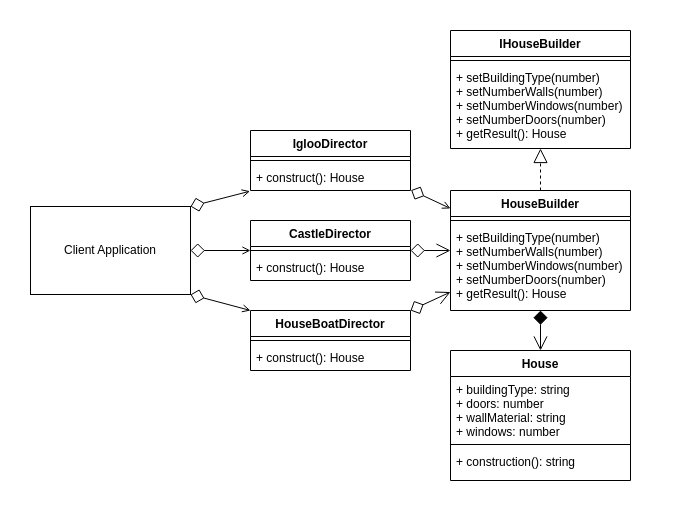 IHouseBuilder
+ setBuildingType(number)
+ setNumberWalls(number)
+ setNumberWindows(number)
+ setNumberDoors(number)
+ getResult(): House
IglooDirector
+ construct(): House
Client Application
CastleDirector
+ construct(): House
HouseBoatDirector
+ construct(): House
HouseBuilder
+ setBuildingType(number)
+ setNumberWalls(number)
+ setNumberWindows(number)
+ setNumberDoors(number)
+ getResult(): House
House
+ buildingType: string
+ doors: number
+ wallMaterial: string
+ windows: number
+ construction(): string